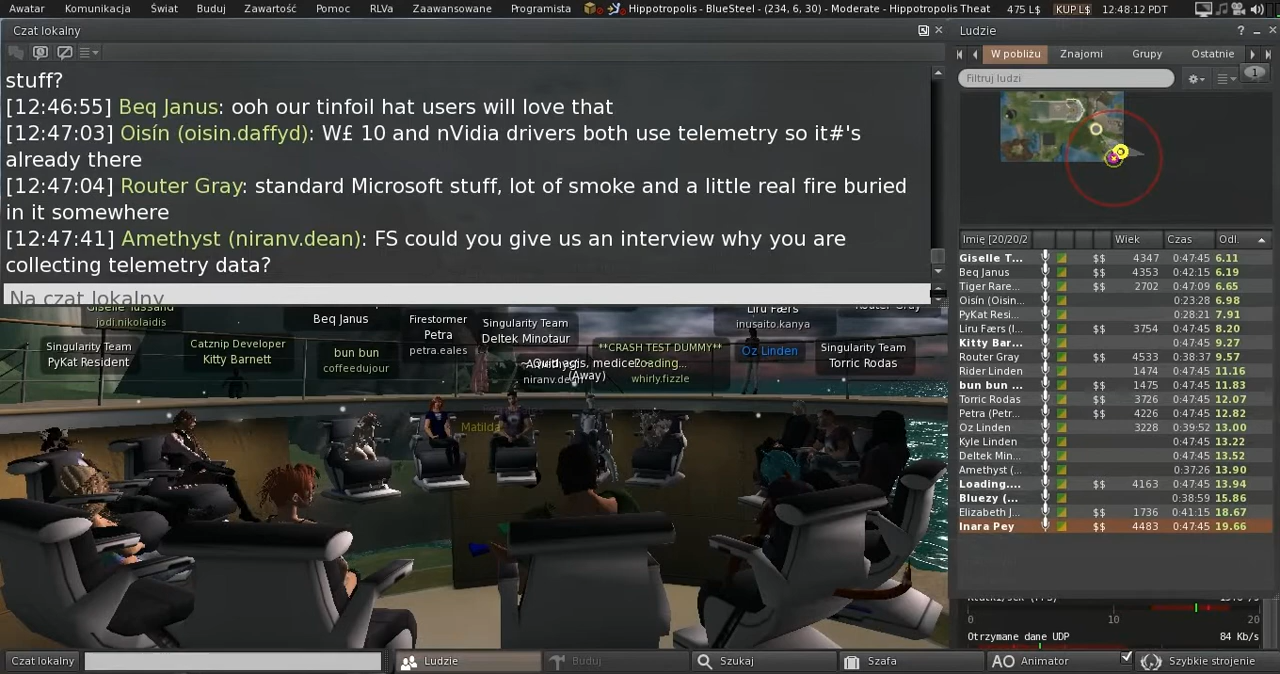 Awatar Komunikacja Świat Buduj Zawartość Pomoc RLVa Zaawansowane Programista Hippotropolis - BlueSteel - (234, 6, 30) - Moderate - Hippotropolis Theat 475 L$ KUP L$ 12:48:12 PDT
Czat lokalny
stuff?
[12:46:55] Beq Janus: ooh our tinfoil hat users will love that
[12:47:03] Oisín (oisin.daffyd): W£ 10 and nVidia drivers both use telemetry so it#'s
already there
[12:47:04] Router Gray: standard Microsoft stuff, lot of smoke and a little real fire buried
in it somewhere
[12:47:41] Amethyst (niranv.dean): FS could you give us an interview why you are
collecting telemetry data?
Na czat lokalny
jodi.nikolaidis
Singularity Team
PyKat Resident
Catznip Developer
Kitty Barnett
Beq Janus
bun bun
coffeedujour
Firestormer
Petra
petra.eales
Singularity Team
Deltek Minotaur
(Away)
**CRASH TEST DUMMY**
whirly.fizzle
Liru Færs
inusaito.kanya
Oz Linden
Router Gray
Singularity Team
Torric Rodas
Matilda
Ludzie
?
W pobliżu Znajomi Grupy Ostatnie
Filtruj ludzi
1
Imię [20/20/2 Wiek Czas Odl.
Giselle T... $$ 4347 0:47:45 6.11
Beq Janus $$ 4353 0:42:15 6.19
Tiger Rare... $$ 2702 0:47:09 6.65
Oisín (Oisin... 0:23:28 6.98
PyKat Resi... 0:28:21 7.91
Liru Færs (I... $$ 3754 0:47:45 8.20
Kitty Bar... 0:47:45 9.27
Router Gray $$ 4533 0:38:37 9.57
Rider Linden 1474 0:47:45 11.16
bun bun ... $$ 1475 0:47:45 11.83
Torric Rodas $$ 3726 0:47:45 12.07
Petra (Petr... $$ 4226 0:47:45 12.82
Oz Linden 3228 0:39:52 13.00
Kyle Linden 0:47:45 13.22
Deltek Min... 0:47:45 13.52
Amethyst (... 0:37:26 13.90
Loading.... $$ 4163 0:47:45 13.94
Bluezy (... 0:38:59 15.86
Elizabeth J... $$ 1736 0:41:15 18.67
Inara Pey $$ 4483 0:47:45 19.66
0 10 20
Otrzymane dane UDP 84 Kb/s
Czat lokalny Ludzie Buduj Szukaj Szafa AO Animator Szybkie strojenie